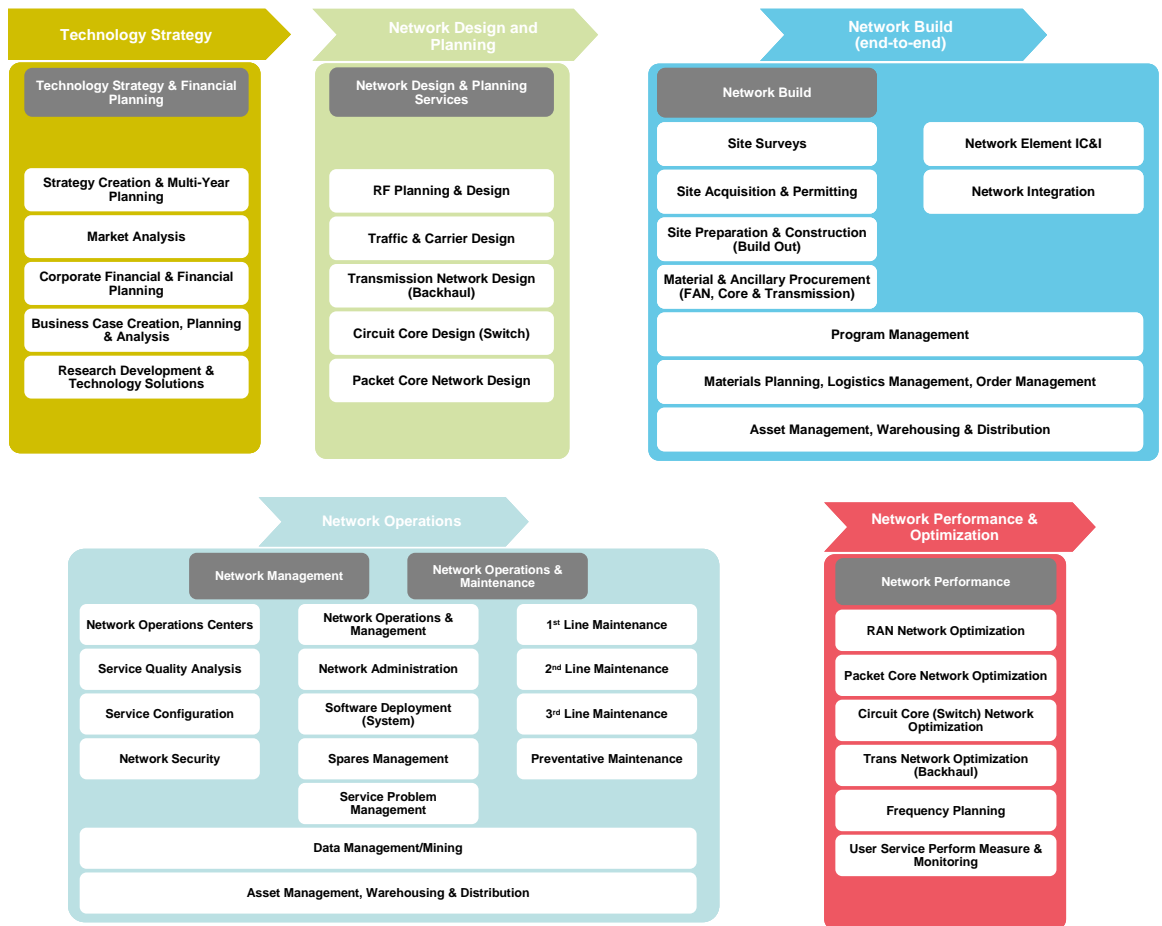 Technology Strategy
Technology Strategy & Financial
Planning
Strategy Creation & Multi-Year
Planning
Market Analysis
Corporate Financial & Financial
Planning
Business Case Creation, Planning
& Analysis
Research Development &
Technology Solutions
Network Design and
Planning
Network Design & Planning
Services
RF Planning & Design
Traffic & Carrier Design
Transmission Network Design
(Backhaul)
Circuit Core Design (Switch)
Packet Core Network Design
Network Build
(end-to-end)
Network Build
Site Surveys
Site Acquisition & Permitting
Site Preparation & Construction
(Build Out)
Material & Ancillary Procurement
(FAN, Core & Transmission)
Network Element IC&I
Network Integration
Program Management
Materials Planning, Logistics Management, Order Management
Asset Management, Warehousing & Distribution
Network Operations
Network Management
Network Operations &
Maintenance
Network Operations Centers
Service Quality Analysis
Service Configuration
Network Security
Network Operations &
Management
Network Administration
Software Deployment
(System)
Spares Management
Service Problem
Management
1st Line Maintenance
2nd Line Maintenance
3rd Line Maintenance
Preventative Maintenance
Data Management/Mining
Asset Management, Warehousing & Distribution
Network Performance &
Optimization
Network Performance
RAN Network Optimization
Packet Core Network Optimization
Circuit Core (Switch) Network
Optimization
Trans Network Optimization
(Backhaul)
Frequency Planning
User Service Perform Measure &
Monitoring